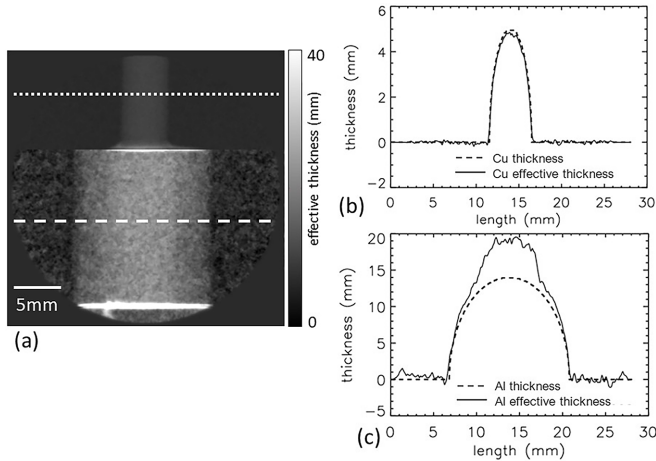 40
effective thickness (mm)
0
5mm
(a)
6
4
2
0
−2
thickness (mm)
Cu thickness
Cu effective thickness
0 5 10 15 20 25 30
length (mm)
(b)
20
15
10
5
0
−5
thickness (mm)
Al thickness
Al effective thickness
0 5 10 15 20 25 30
length (mm)
(c)